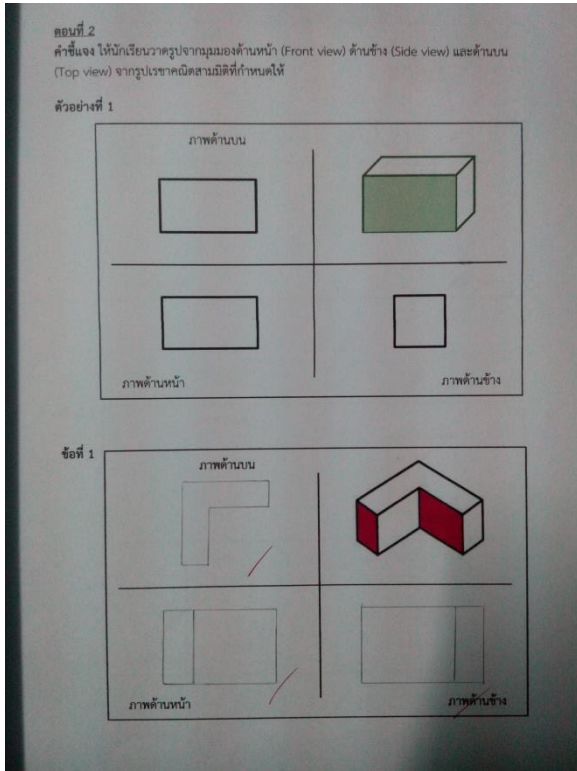 ตอนที่ 2
คำชี้แจง ให้นักเรียนวาดรูปจากมุมมองด้านหน้า (Front view) ด้านข้าง (Side view) และด้านบน
(Top view) จากรูปเรขาคณิตสามมิติที่กำหนดให้
ตัวอย่างที่ 1
ภาพด้านบน
ภาพด้านหน้า
ภาพด้านข้าง
ข้อที่ 1
ภาพด้านบน
ภาพด้านหน้า
ภาพด้านข้าง